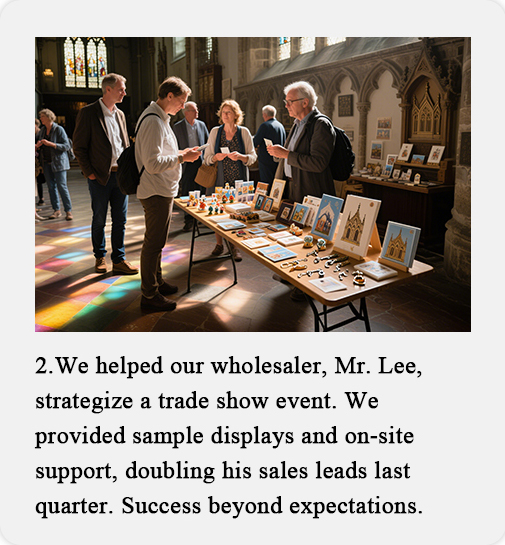 2.We helped our wholesaler, Mr. Lee,
strategize a trade show event. We
provided sample displays and on-site
support, doubling his sales leads last
quarter. Success beyond expectations.